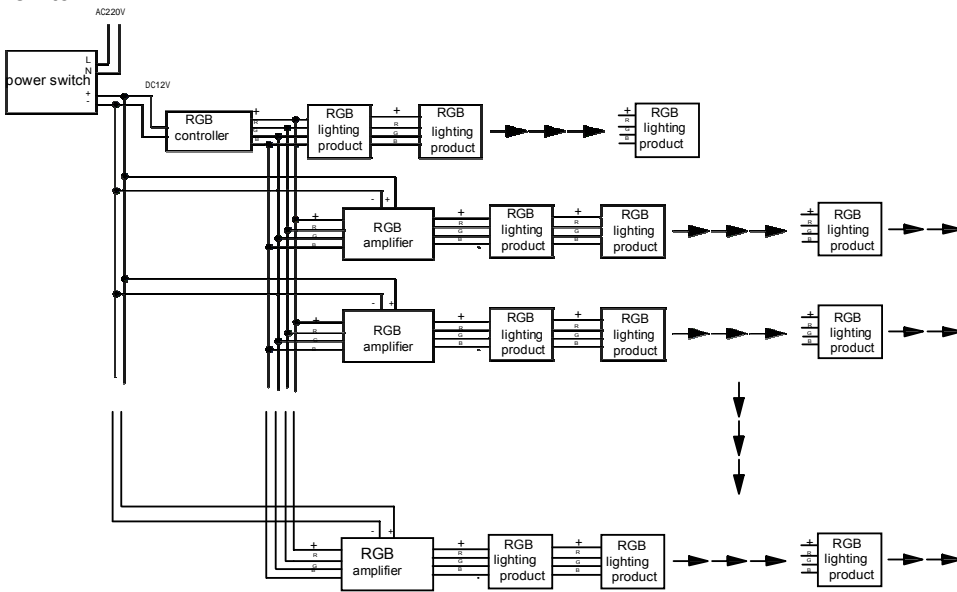 AC220V
L
N
power switch
+
-
DC12V
RGB
controller
+
R
G
B
RGB
lighting
product
+
R
G
B
RGB
lighting
product
+
R
G
B
RGB
lighting
product
-
+
+
R
G
B
RGB
amplifier
+
R
G
B
RGB
lighting
product
+
R
G
B
RGB
lighting
product
+
R
G
B
RGB
lighting
product
-
+
+
R
G
B
RGB
amplifier
+
R
G
B
RGB
lighting
product
+
R
G
B
RGB
lighting
product
+
R
G
B
RGB
lighting
product
-
+
+
R
G
B
RGB
amplifier
+
R
G
B
RGB
lighting
product
+
R
G
B
RGB
lighting
product
+
R
G
B
RGB
lighting
product